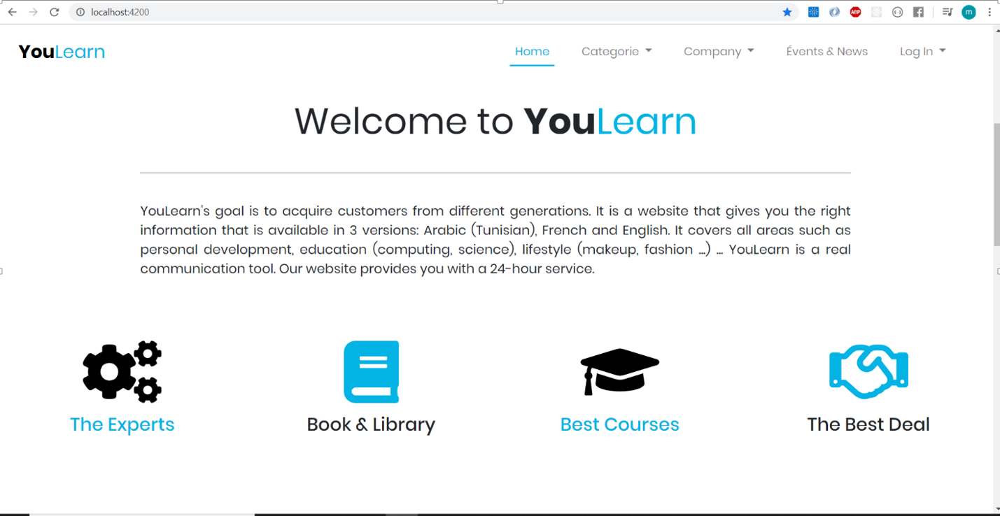 localhost:4200
ABP
m
YouLearn
Home
Categorie
Company
Évents & News
Log In
Welcome to YouLearn
YouLearn's goal is to acquire customers from different generations. It is a website that gives you the right
information that is available in 3 versions: Arabic (Tunisian), French and English. It covers all areas such as
personal development, education (computing, science), lifestyle (makeup, fashion ...) ... YouLearn is a real
communication tool. Our website provides you with a 24-hour service.
The Experts
Book & Library
Best Courses
The Best Deal